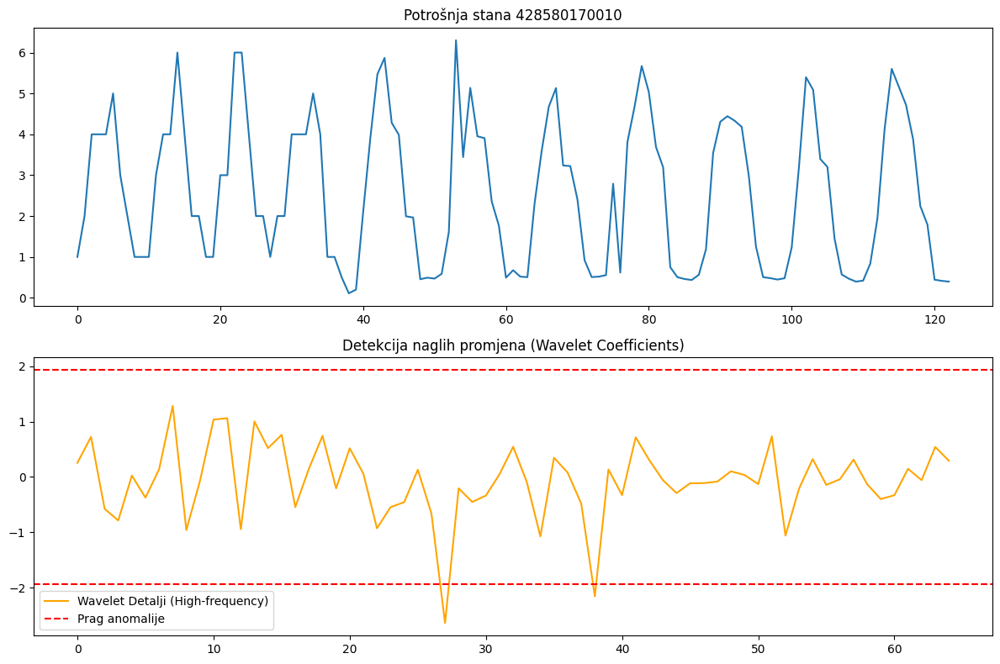 Potrošnja stana 428580170010
6
5
4
3
2
1
0
0 20 40 60 80 100 120
Detekcija naglih promjena (Wavelet Coefficients)
2
1
0
−1
−2
Wavelet Detalji (High-frequency)
Prag anomalije
0 10 20 30 40 50 60